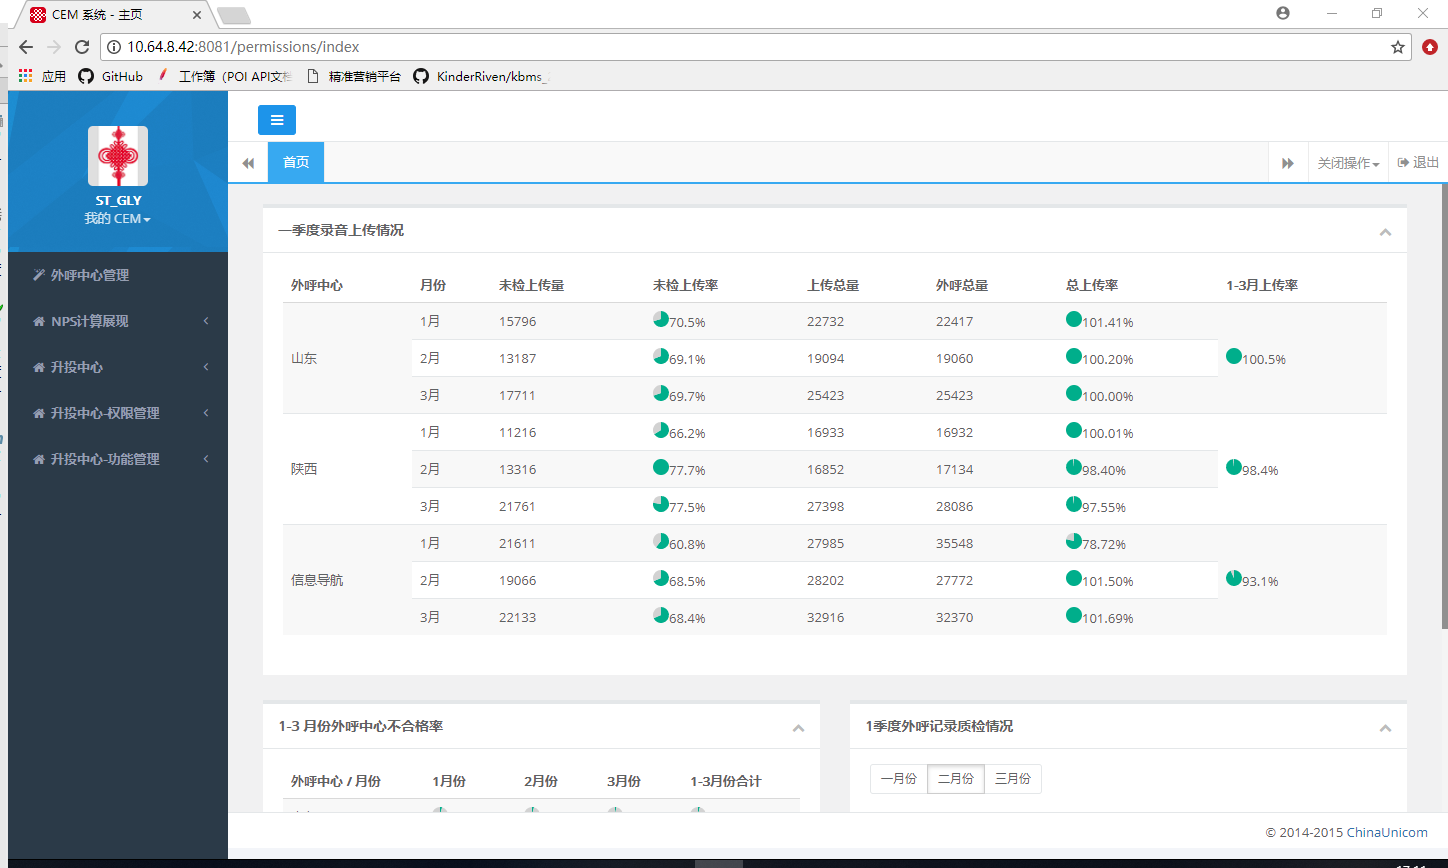 CEM 系统 - 主页
10.64.8.42:8081/permissions/index
应用 GitHub 工作簿（POI API文档 精准营销平台 KinderRiven/kbms_
ST_GLY
我的 CEM
外呼中心管理
NPS计算展现
升投中心
升投中心-权限管理
升投中心-功能管理
首页 关闭操作 退出
一季度录音上传情况
外呼中心 月份 未检上传量 未检上传率 上传总量 外呼总量 总上传率 1-3月上传率
山东 1月 15796 70.5% 22732 22417 101.41% 100.5%
2月 13187 69.1% 19094 19060 100.20%
3月 17711 69.7% 25423 25423 100.00%
陕西 1月 11216 66.2% 16933 16932 100.01% 98.4%
2月 13316 77.7% 16852 17134 98.40%
3月 21761 77.5% 27398 28086 97.55%
信息导航 1月 21611 60.8% 27985 35548 78.72% 93.1%
2月 19066 68.5% 28202 27772 101.50%
3月 22133 68.4% 32916 32370 101.69%
1-3 月份外呼中心不合格率
外呼中心 / 月份 1月份 2月份 3月份 1-3月份合计
1季度外呼记录质检情况
一月份 二月份 三月份
© 2014-2015 ChinaUnicom